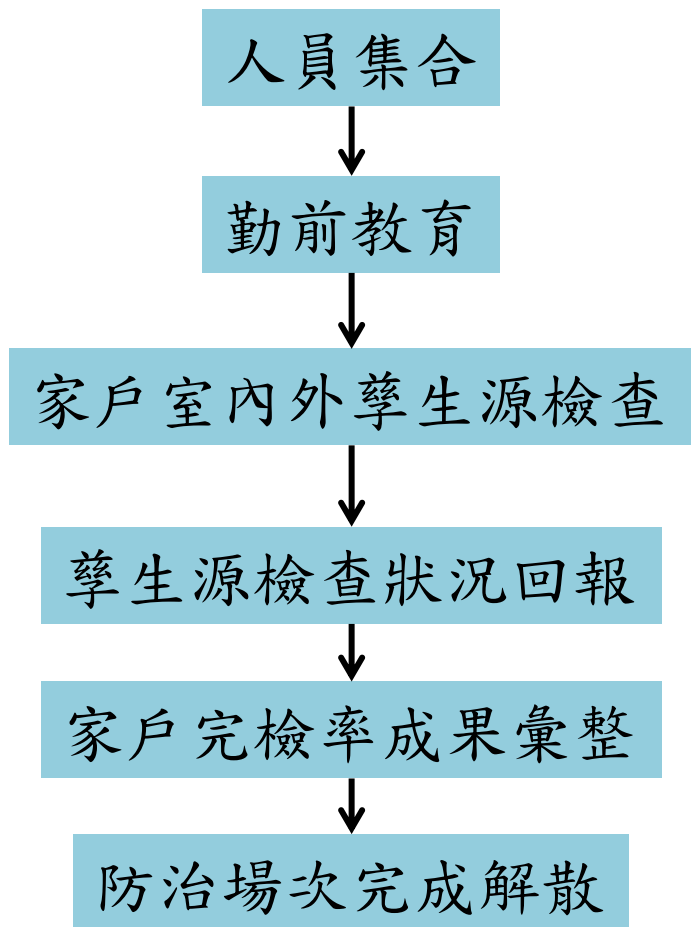 人員集合
勤前教育
家戶室內外孳生源檢查
孳生源檢查狀況回報
家戶完檢率成果彙整
防治場次完成解散